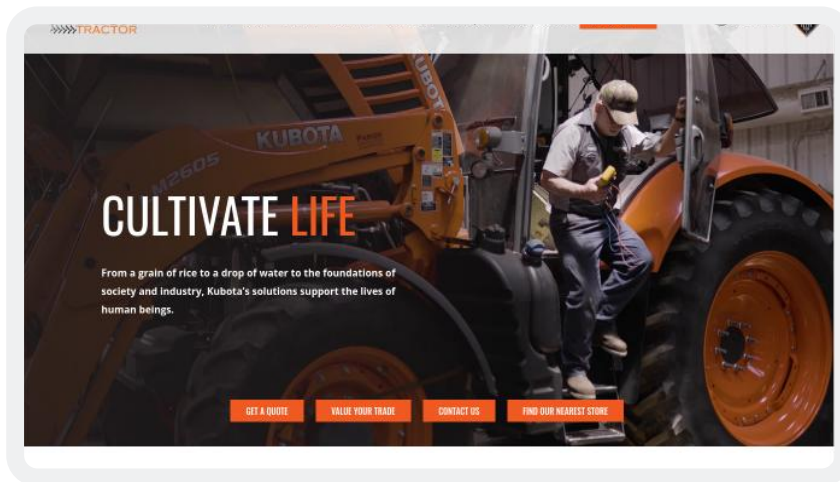 TRACTOR
KUBOTA
KUBOTA
M2605
CULTIVATE LIFE
From a grain of rice to a drop of water to the foundations of
society and industry, Kubota's solutions support the lives of
human beings.
GET A QUOTE
VALUE YOUR TRADE
CONTACT US
FIND OUR NEAREST STORE